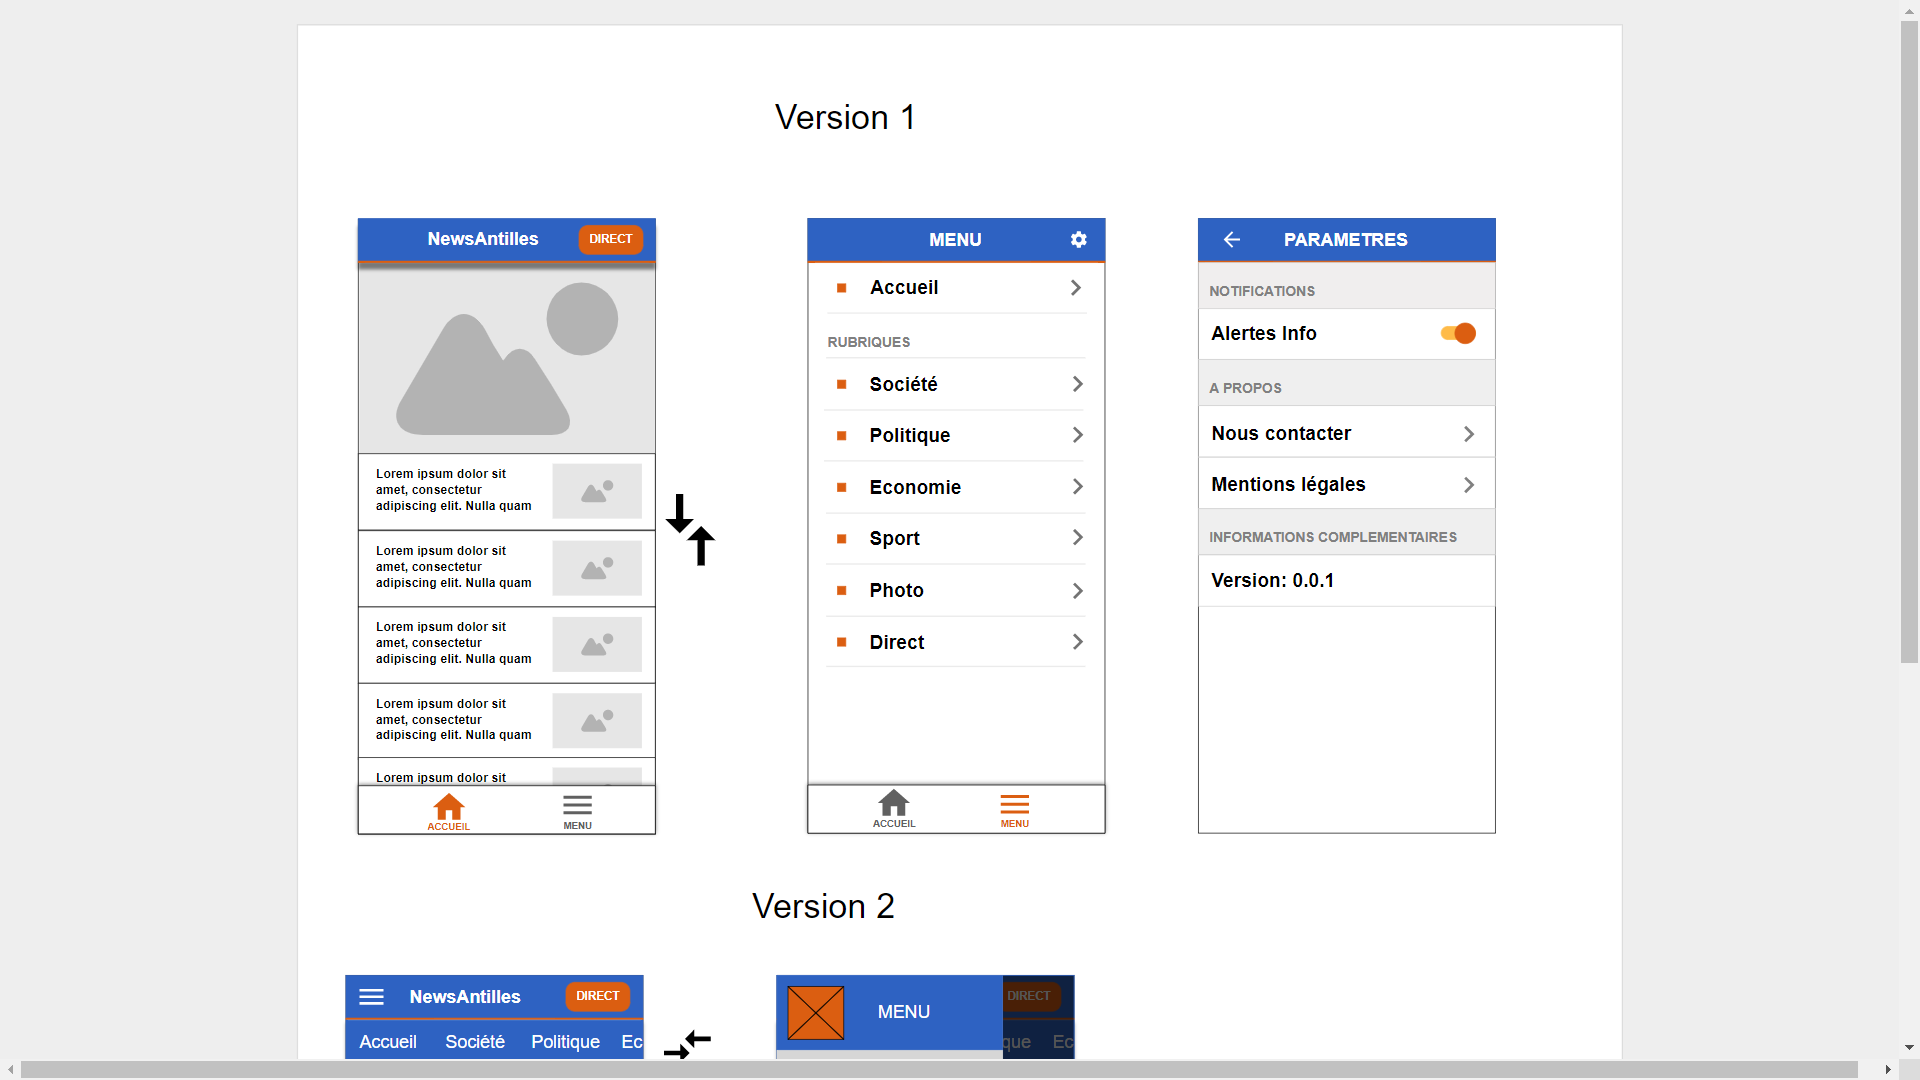 Version 1
NewsAntilles
DIRECT
Lorem ipsum dolor sit
amet, consectetur
adipiscing elit. Nulla quam
Lorem ipsum dolor sit
amet, consectetur
adipiscing elit. Nulla quam
Lorem ipsum dolor sit
amet, consectetur
adipiscing elit. Nulla quam
Lorem ipsum dolor sit
amet, consectetur
adipiscing elit. Nulla quam
Lorem ipsum dolor sit
ACCUEIL
MENU
MENU
Accueil
RUBRIQUES
Société
Politique
Economie
Sport
Photo
Direct
ACCUEIL
MENU
PARAMETRES
NOTIFICATIONS
Alertes Info
A PROPOS
Nous contacter
Mentions légales
INFORMATIONS COMPLEMENTAIRES
Version: 0.0.1
Version 2
NewsAntilles
DIRECT
Accueil Société Politique Ec
MENU
DIRECT
que Ec